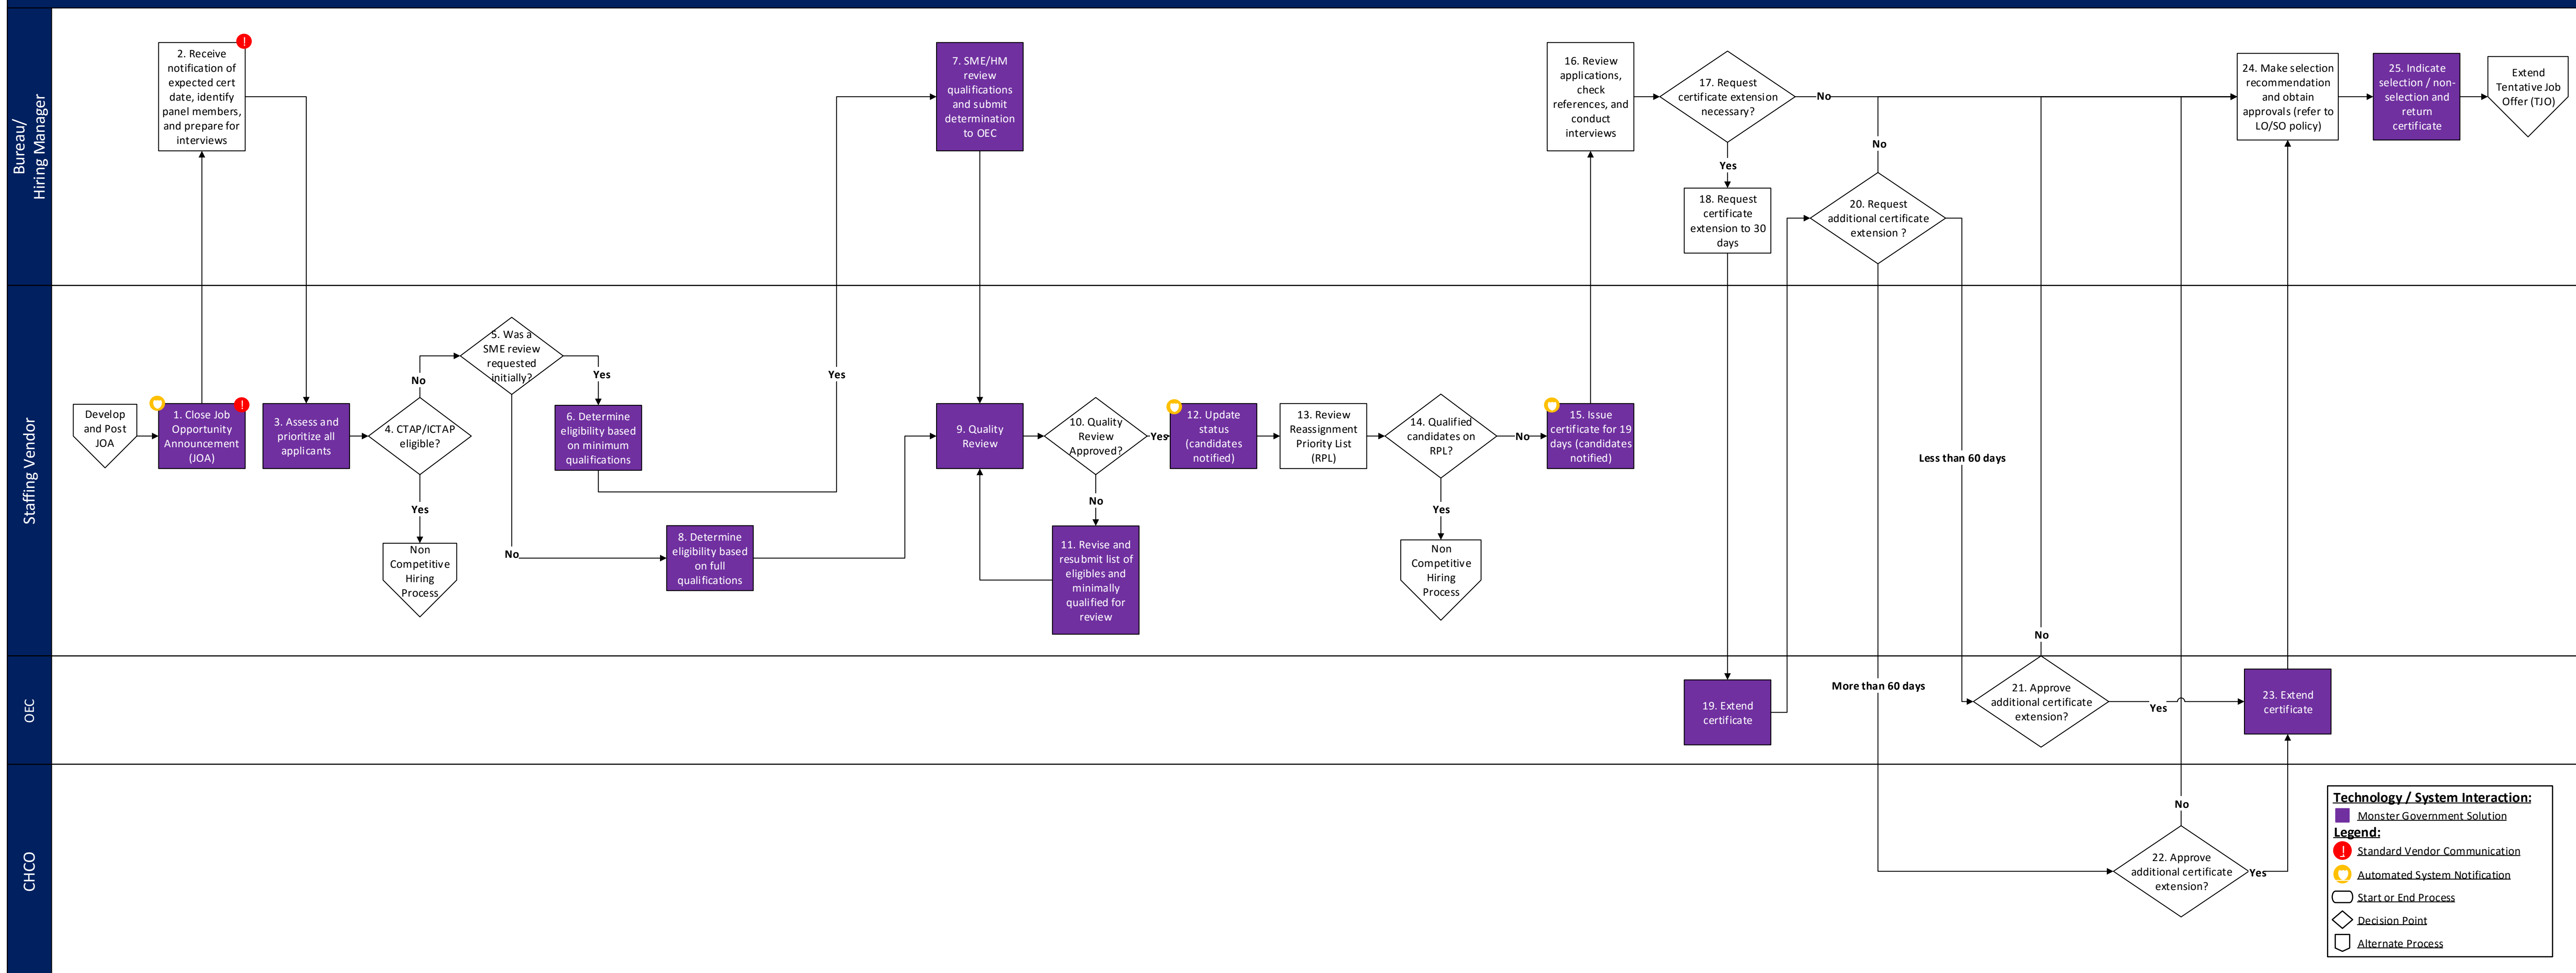 Bureau/
Hiring Manager
2. Receive
notification of
expected cert
date, identify
panel members,
and prepare for
interviews
!
7. SME/HM
review
qualifications
and submit
determination
to OEC
16. Review
applications,
check
references, and
conduct
interviews
17. Request
certificate extension
necessary?
No
Yes
18. Request
certificate
extension to 30
days
No
20. Request
additional certificate
extension ?
24. Make selection
recommendation
and obtain
approvals (refer to
LO/SO policy)
25. Indicate
selection / non-
selection and
return
certificate
Extend
Tentative Job
Offer (TJO)
Staffing Vendor
Develop
and Post
JOA
1. Close Job
Opportunity
Announcement
(JOA)
!
3. Assess and
prioritize all
applicants
4. CTAP/ICTAP
eligible?
No
Yes
Non
Competitive
Hiring
Process
5. Was a
SME review
requested
initially?
Yes
No
6. Determine
eligibility based
on minimum
qualifications
Yes
8. Determine
eligibility based
on full
qualifications
9. Quality
Review
10. Quality
Review
Approved?
Yes
No
11. Revise and
resubmit list of
eligibles and
minimally
qualified for
review
12. Update
status
(candidates
notified)
13. Review
Reassignment
Priority List
(RPL)
14. Qualified
candidates on
RPL?
No
Yes
Non
Competitive
Hiring
Process
15. Issue
certificate for 19
days (candidates
notified)
Less than 60 days
No
OEC
19. Extend
certificate
More than 60 days
21. Approve
additional certificate
extension?
Yes
23. Extend
certificate
CHCO
No
22. Approve
additional certificate
extension?
Yes
Technology / System Interaction:
Monster Government Solution
Legend:
! Standard Vendor Communication
Automated System Notification
Start or End Process
Decision Point
Alternate Process